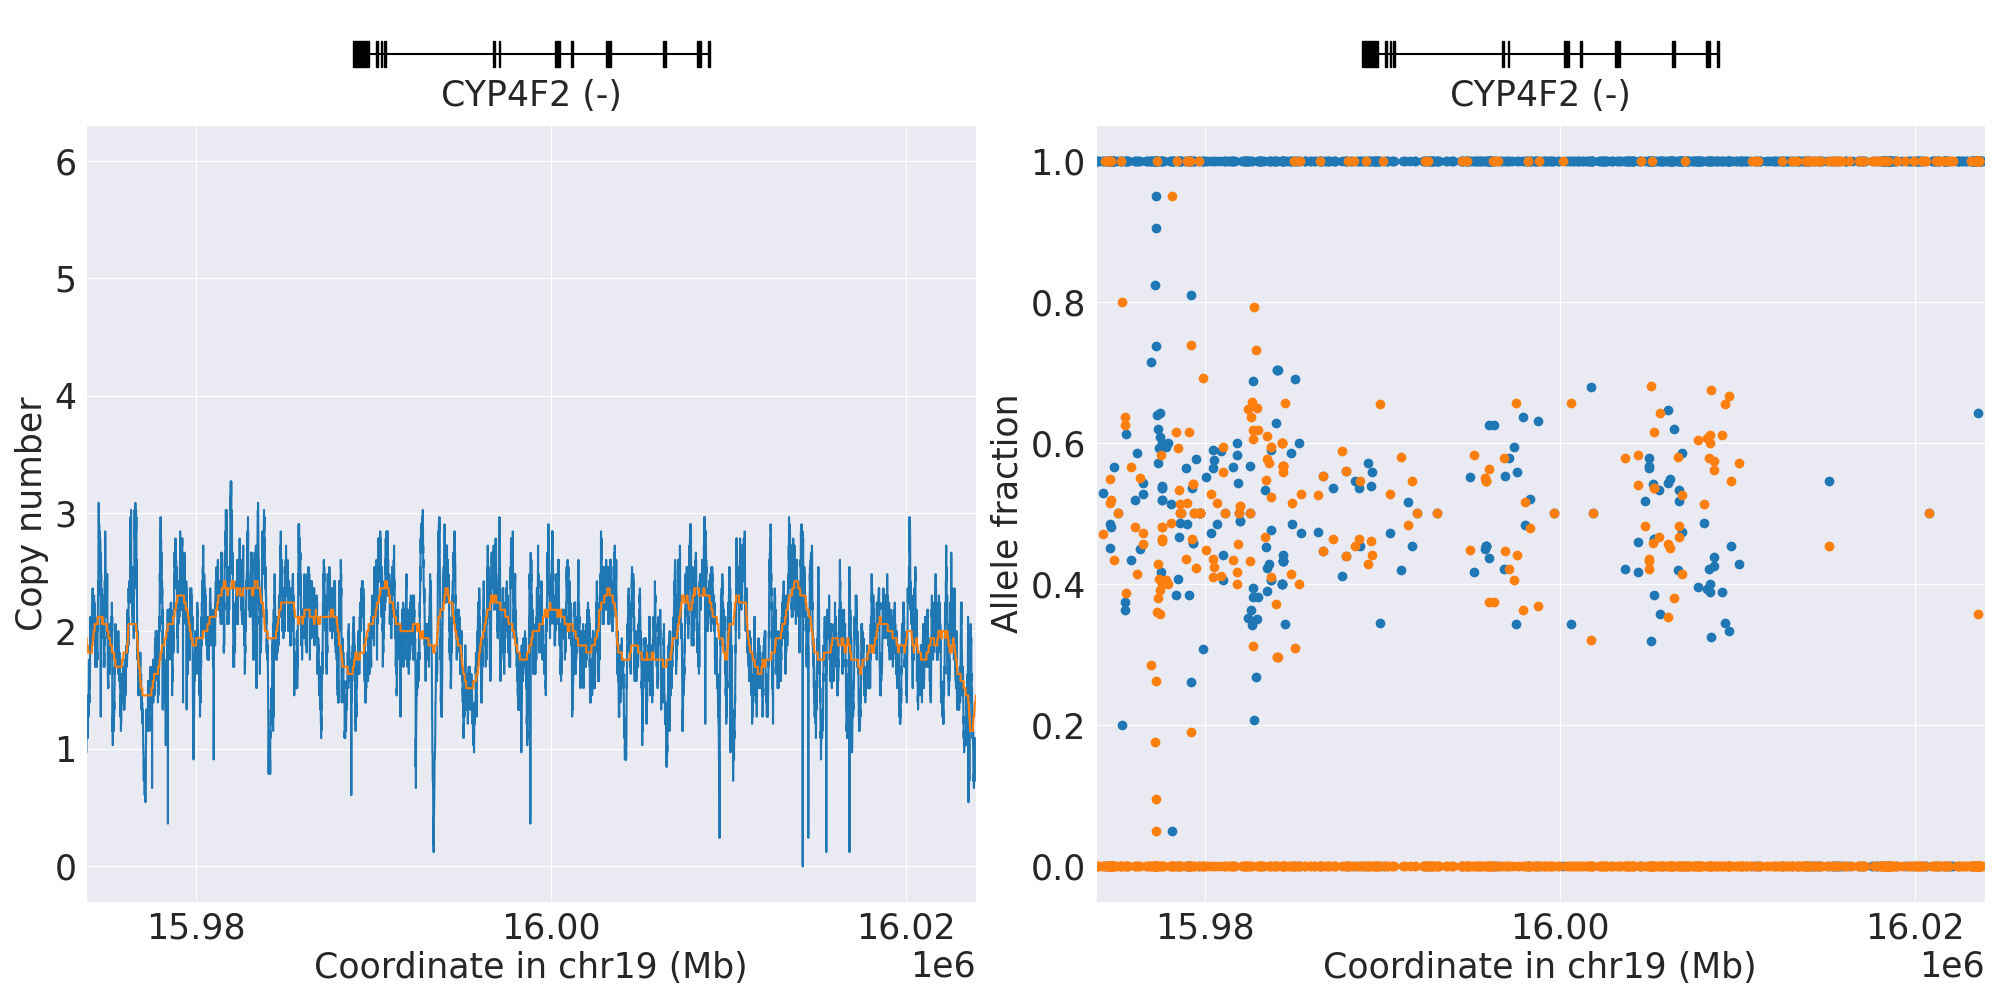 CYP4F2 (-)
6
5
4
3
2
1
0
Copy number
15.98
16.00
16.02
Coordinate in chr19 (Mb)
1e6
CYP4F2 (-)
1.0
0.8
0.6
0.4
0.2
0.0
Allele fraction
15.98
16.00
16.02
Coordinate in chr19 (Mb)
1e6